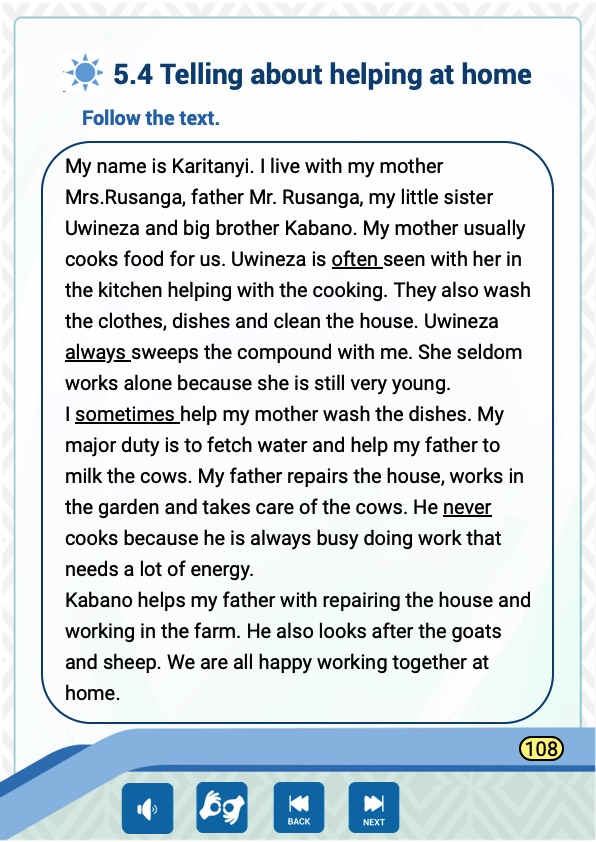 5.4 Telling about helping at home
Follow the text.
My name is Karitanyi. I live with my mother
Mrs.Rusanga, father Mr. Rusanga, my little sister
Uwineza and big brother Kabano. My mother usually
cooks food for us. Uwineza is often seen with her in
the kitchen helping with the cooking. They also wash
the clothes, dishes and clean the house. Uwineza
always sweeps the compound with me. She seldom
works alone because she is still very young.
I sometimes help my mother wash the dishes. My
major duty is to fetch water and help my father to
milk the cows. My father repairs the house, works in
the garden and takes care of the cows. He never
cooks because he is always busy doing work that
needs a lot of energy.
Kabano helps my father with repairing the house and
working in the farm. He also looks after the goats
and sheep. We are all happy working together at
home.
108
BACK
NEXT